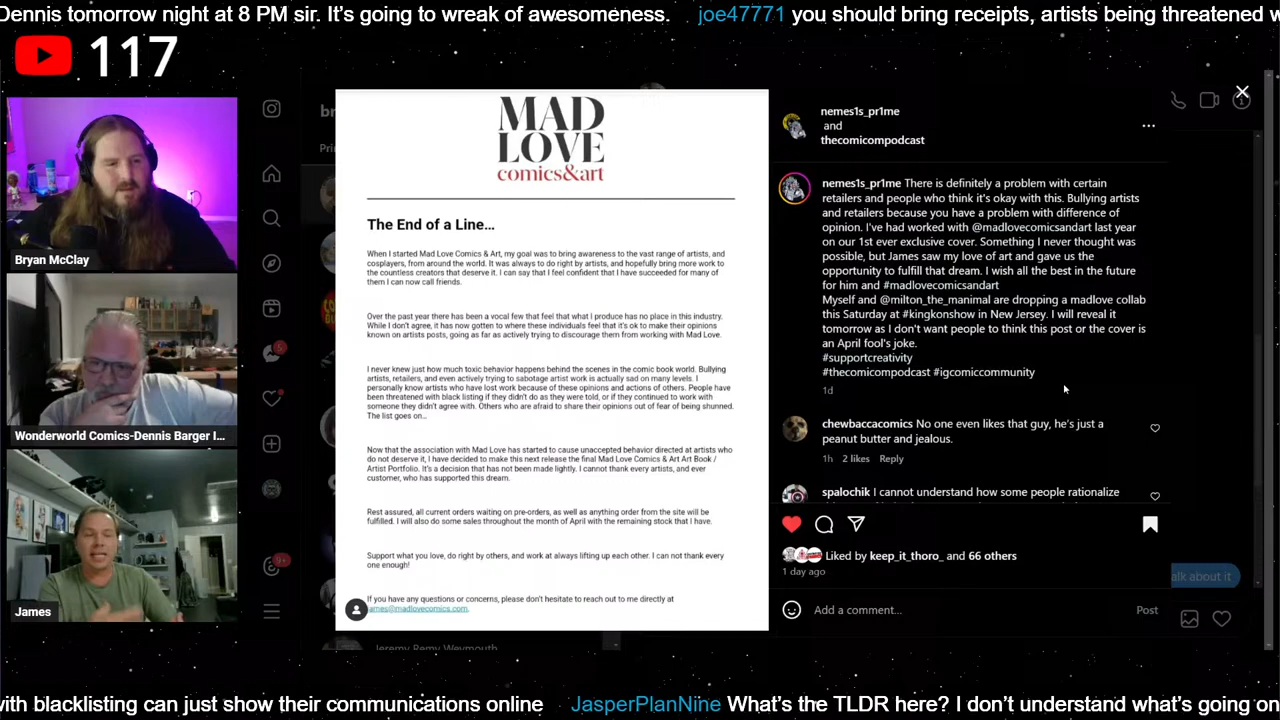 Dennis tomorrow night at 8 PM sir. It's going to wreak of awesomeness. joe47771 you should bring receipts, artists being threatened w
117
Bryan McClay
Wonderworld Comics-Dennis Barger I...
James
MAD
LOVE
comics&art
The End of a Line...
When I started Mad Love Comics & Art, my goal was to bring awareness to the vast range of artists, and
cosplayers, from around the world. It was always to do right by artists, and hopefully bring more work to
the countless creators that deserve it. I can say that I feel confident that I have succeeded for many of
them I can now call friends.
Over the past year there has been a vocal few that feel that what I produce has no place in this industry.
While I don't agree, it has now gotten to where these individuals feel that it's ok to make their opinions
known on artists posts, going as far as actively trying to discourage them from working with Mad Love.
I never knew just how much toxic behavior happens behind the scenes in the comic book world. Bullying
artists, retailers, and even actively trying to sabotage artist work is actually sad on many levels. I
personally know artists who have lost work because of these opinions and actions of others. People have
been threatened with black listing if they didn't do as they were told, or if they continued to work with
someone they didn't agree with. Others who are afraid to share their opinions out of fear of being shunned.
The list goes on...
Now that the association with Mad Love has started to cause unaccepted behavior directed at artists who
do not deserve it, I have decided to make this next release the final Mad Love Comics & Art Art Book /
Artist Portfolio. It's a decision that has not been made lightly. I cannot thank every artists, and ever
customer, who has supported this dream.
Rest assured, all current orders waiting on pre-orders, as well as anything order from the site will be
fulfilled. I will also do some sales throughout the month of April with the remaining stock that I have.
Support what you love, do right by others, and work at always lifting up each other. I can not thank every
one enough!
If you have any questions or concerns, please don't hesitate to reach out to me directly at
james@madlovecomics.com.
Jeremy Remy Weymouth
nemes1s_pr1me
and
thecomicompodcast
nemes1s_pr1me There is definitely a problem with certain
retailers and people who think it's okay with this. Bullying artists
and retailers because you have a problem with difference of
opinion. I've had worked with @madlovecomicsandart last year
on our 1st ever exclusive cover. Something I never thought was
possible, but James saw my love of art and gave us the
opportunity to fulfill that dream. I wish all the best in the future
for him and #madlovecomicsandart
Myself and @milton_the_manimal are dropping a madlove collab
this Saturday at #kingkonshow in New Jersey. I will reveal it
tomorrow as I don't want people to think this post or the cover is
an April fool's joke.
#supportcreativity
#thecomicompodcast #igcomiccommunity
1d
chewbaccacomics No one even likes that guy, he's just a
peanut butter and jealous.
1h 2 likes Reply
spalochik I cannot understand how some people rationalize
Liked by keep_it_thoro_ and 66 others
1 day ago
alk about it
Add a comment...
Post
with blacklisting can just show their communications online JasperPlanNine What's the TLDR here? I don't understand what's going on